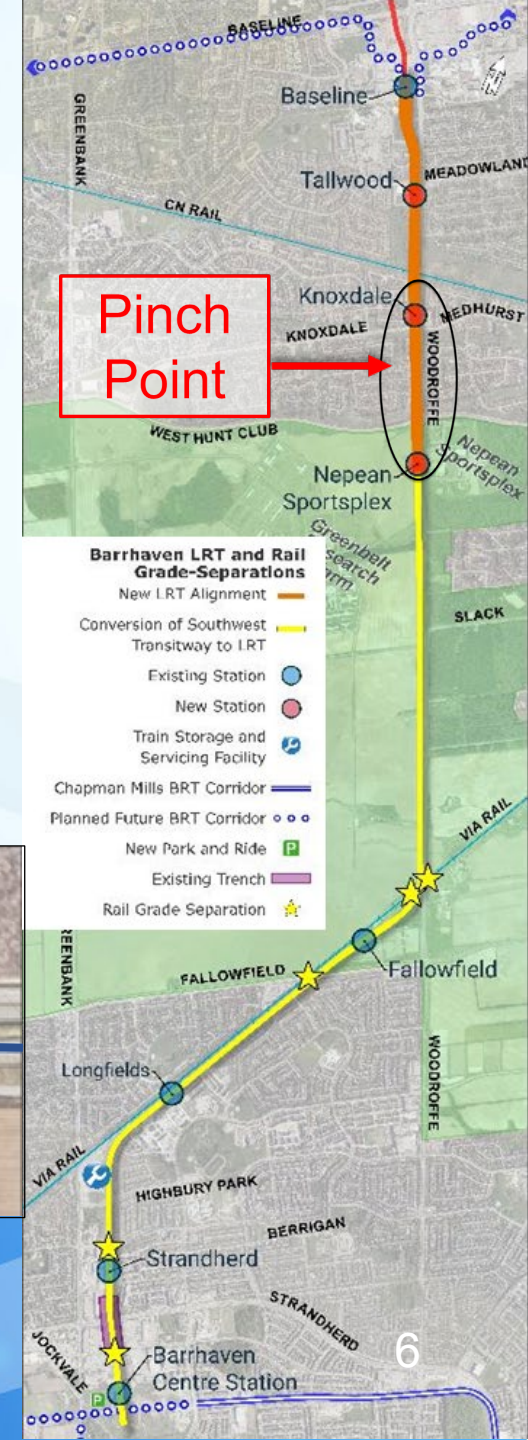 BASELINE
Baseline
GREENBANK
Tallwood
MEADOWLAND
CN RAIL
Pinch
Point
Knoxdale
MEDHURST
KNOXDALE
WOODROFFE
WEST HUNT CLUB
Nepean
Sportsplex
Nepean
Sportsplex
Greenbelt
search
rm
Barrhaven LRT and Rail
Grade-Separations
New LRT Alignment
Conversion of Southwest
Transitway to LRT
Existing Station
New Station
Train Storage and
Servicing Facility
Chapman Mills BRT Corridor
Planned Future BRT Corridor
New Park and Ride
P
Existing Trench
Rail Grade Separation
SLACK
VIA RAIL
REENBANK
FALLOWFIELD
Fallowfield
WOODROFFE
Longfields
VIA RAIL
HIGHBURY PARK
BERRIGAN
Strandherd
STRANDHERD
6
JOCKVALE
Barrhaven
Centre Station
P